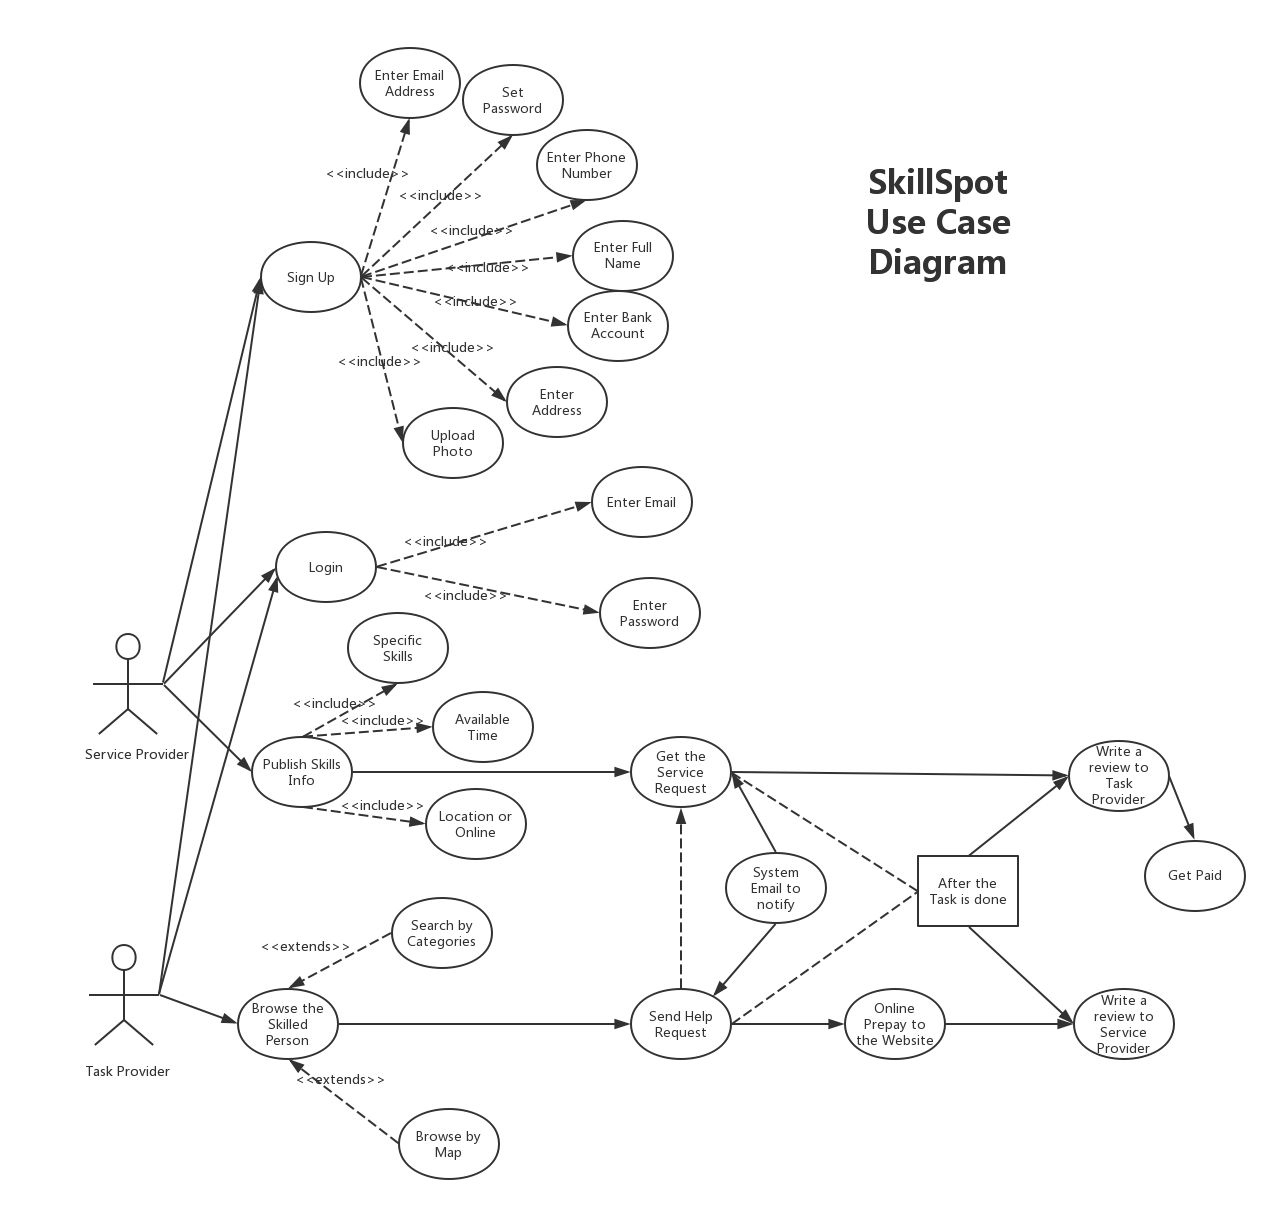 Enter Email
Address
Set
Password
Enter Phone
Number
SkillSpot
Use Case
Diagram
<<include>>
<<include>>
<<include>>
Enter Full
Name
<<include>>
Sign Up
<<include>>
Enter Bank
Account
<<include>>
<<include>>
Enter
Address
Upload
Photo
Enter Email
<<include>>
Login
<<include>>
Enter
Password
Specific
Skills
<<include>>
<<include>>
Available
Time
Service Provider
Publish Skills
Info
<<include>>
Location or
Online
Get the
Service
Request
Write a
review to
Task
Provider
System
Email to
notify
After the
Task is done
Get Paid
Search by
Categories
<<extends>>
Task Provider
Browse the
Skilled
Person
Send Help
Request
Online
Prepay to
the Website
Write a
review to
Service
Provider
<<extends>>
Browse by
Map